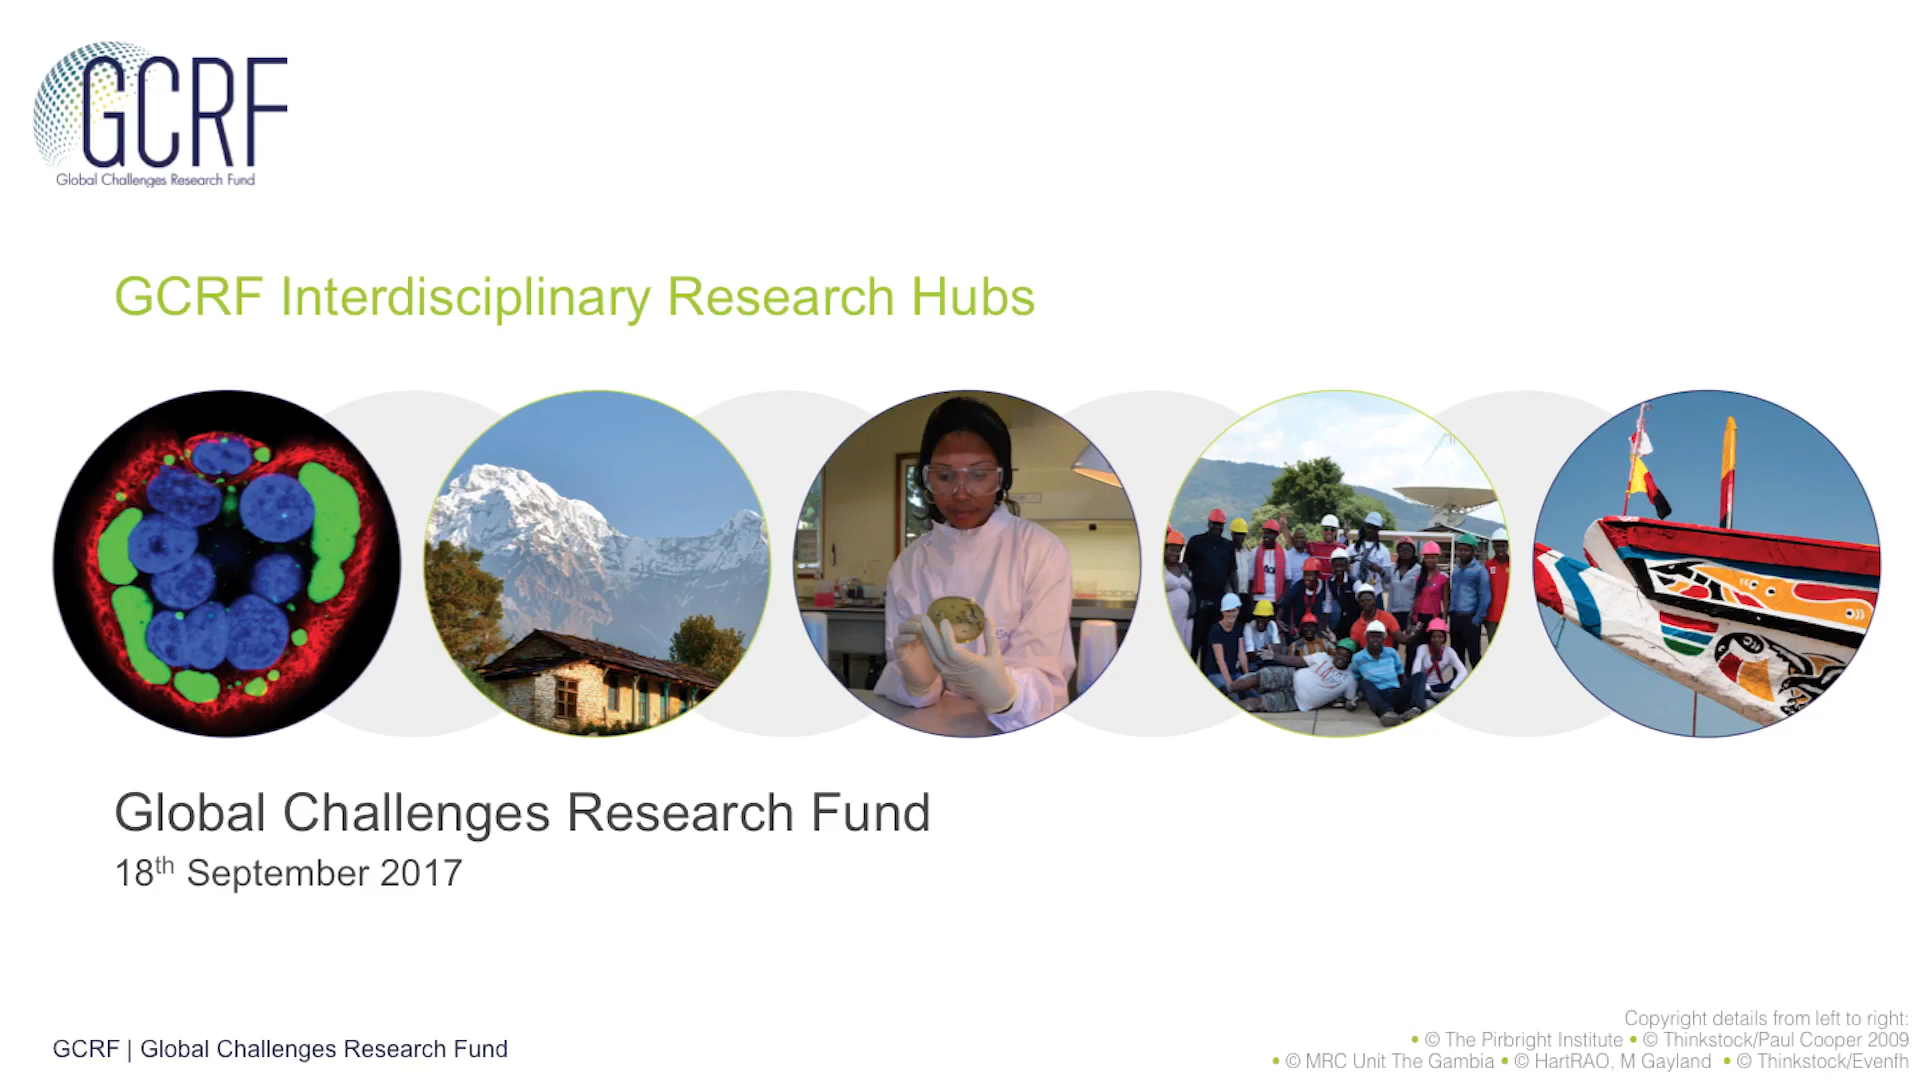 GCRF
Global Challenges Research Fund
GCRF Interdisciplinary Research Hubs
Global Challenges Research Fund
18th September 2017
GCRF | Global Challenges Research Fund
Copyright details from left to right:
• © The Pirbright Institute • © Thinkstock/Paul Cooper 2009
• © MRC Unit The Gambia • © HartRAO, M Gayland • © Thinkstock/Evenfh